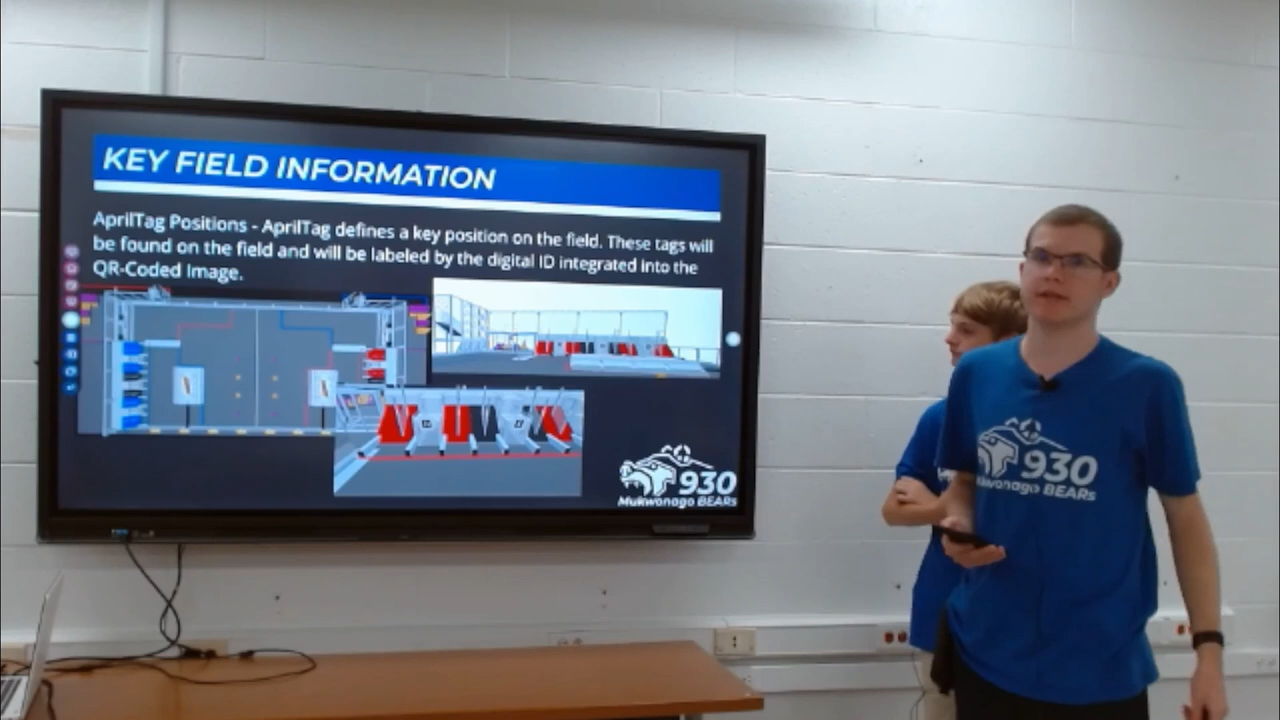 KEY FIELD INFORMATION
AprilTag Positions - AprilTag defines a key position on the field. These tags will
be found on the field and will be labeled by the digital ID integrated into the
QR-Coded Image.
930
Mukwonago BEARs
930
Mukwonago BEARs